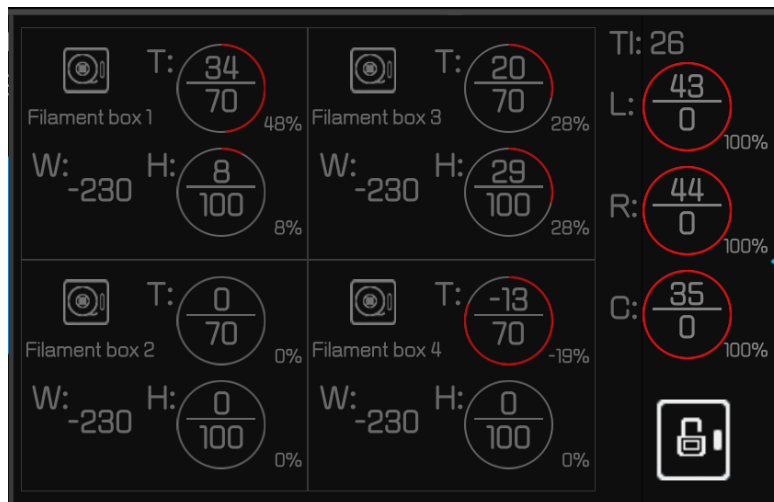 T: 34
70
48%
Filament box 1
W: -230
H: 8
100
8%
T: 20
70
28%
Filament box 3
W: -230
H: 29
100
28%
T: 0
70
0%
Filament box 2
W: -230
H: 0
100
0%
T: -13
70
-19%
Filament box 4
W: -230
H: 0
100
0%
TI: 26
L: 43
0
100%
R: 44
0
100%
C: 35
0
100%